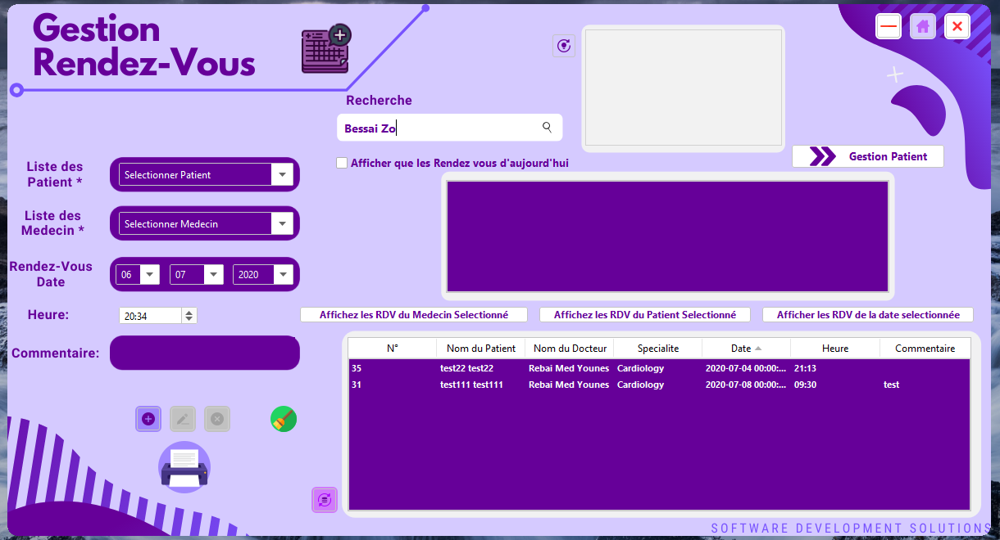 Gestion
Rendez-Vous
Recherche
Bessai Zo
Afficher que les Rendez vous d'aujourd'hui
Gestion Patient
Liste des
Patient *
Selectionner Patient
Liste des
Medecin *
Selectionner Medecin
Rendez-Vous
Date
06 07 2020
Heure:
20:34
Commentaire:
Affichez les RDV du Medecin Selectionné
Affichez les RDV du Patient Selectionné
Afficher les RDV de la date selectionnée
N° Nom du Patient Nom du Docteur Specialite Date Heure Commentaire
35 test22 test22 Rebai Med Younes Cardiology 2020-07-04 00:00:... 21:13
31 test111 test111 Rebai Med Younes Cardiology 2020-07-08 00:00:... 09:30 test
SOFTWARE DEVELOPMENT SOLUTIONS